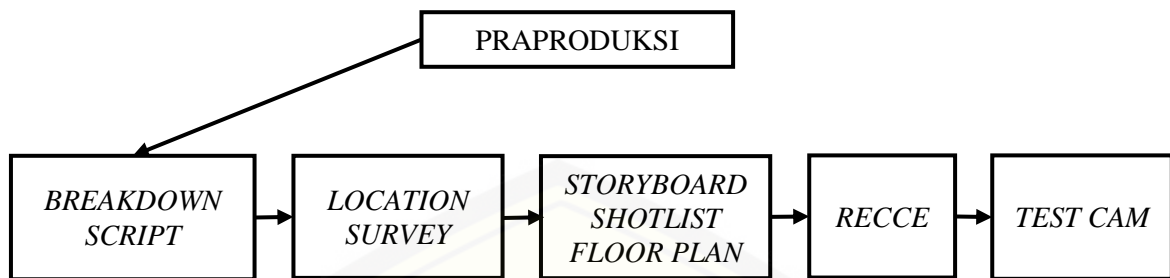 PRAPRODUKSI
BREAKDOWN
SCRIPT
LOCATION
SURVEY
STORYBOARD
SHOTLIST
FLOOR PLAN
RECCE
TEST CAM